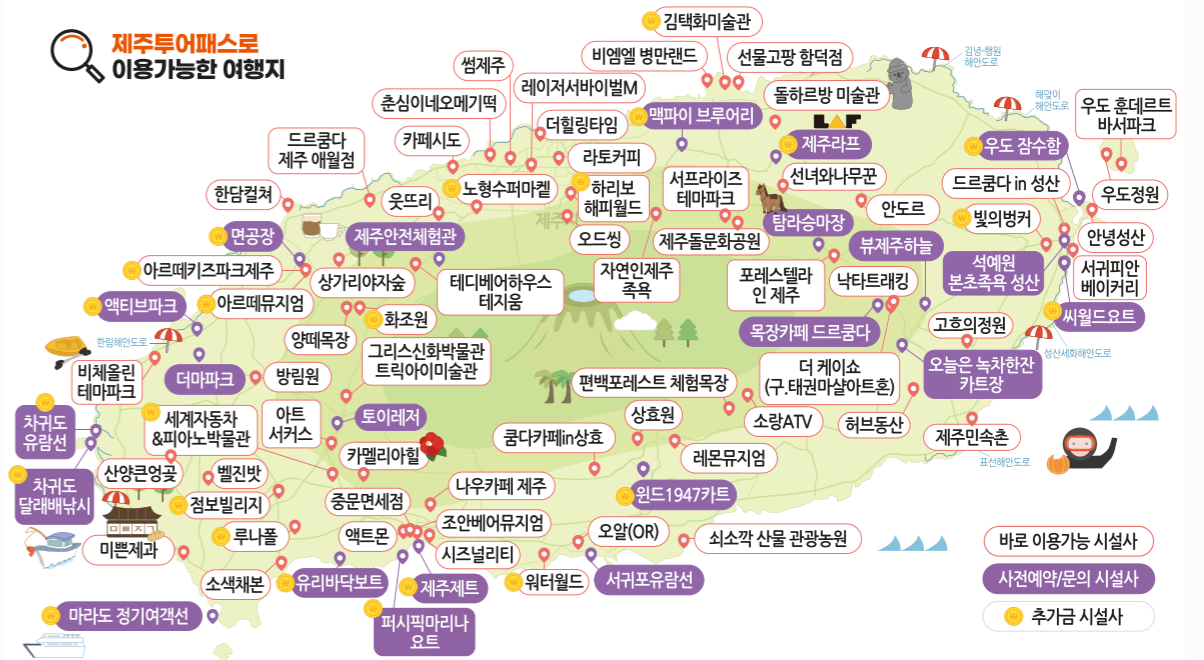 제주투어패스로
이용가능한 여행지
김택화미술관
비엠엘 병만랜드
선물고팡 함덕점
김녕-행원
해안도로
썸제주
레이저서바이벌M
돌하르방 미술관
해맞이
해안도로
우도 훈데르트
바서파크
춘심이네오메기떡
더힐링타임
맥파이 브루어리
LAF
드르쿰다
제주 애월점
카페시도
라토커피
제주라프
우도 잠수함
한담컬쳐
웃뜨리
노형수퍼마켙
하리보
해피월드
서프라이즈
테마파크
선녀와나무꾼
드르쿰다 in 성산
우도정원
제주시
오드씽
제주돌문화공원
탐라승마장
안도르
빛의벙커
면공장
제주안전체험관
뷰제주하늘
안녕성산
아르떼키즈파크제주
상가리야자숲
테디베어하우스
테지움
자연인제주
족욕
포레스텔라
인 제주
낙타트래킹
석예원
본초족욕 성산
서귀피안
베이커리
액티브파크
아르떼뮤지엄
화조원
목장카페 드르쿰다
고흐의정원
씨월드요트
한림해안도로
양떼목장
그리스신화박물관
트릭아이미술관
성산세화해안도로
비체올린
테마파크
더마파크
방림원
편백포레스트 체험목장
더 케이쇼
(구.태권마샬아트혼)
오늘은 녹차한잔
카트장
차귀도
유람선
세계자동차
&피아노박물관
아트
서커스
토이레저
상효원
소랑ATV
허브동산
제주민속촌
카멜리아힐
쿰다카페in상효
레몬뮤지엄
표선해안도로
산양큰엉곶
벨진밧
차귀도
달래배낚시
점보빌리지
중문면세점
나우카페 제주
윈드1947카트
미쁘제과
루나폴
액트몬
조안베어뮤지엄
오알(OR)
쇠소깍 산물 관광농원
바로 이용가능 시설사
미쁜제과
시즈널리티
소색채본
유리바닥보트
제주제트
워터월드
서귀포유람선
사전예약/문의 시설사
마라도 정기여객선
퍼시픽마리나
요트
추가금 시설사